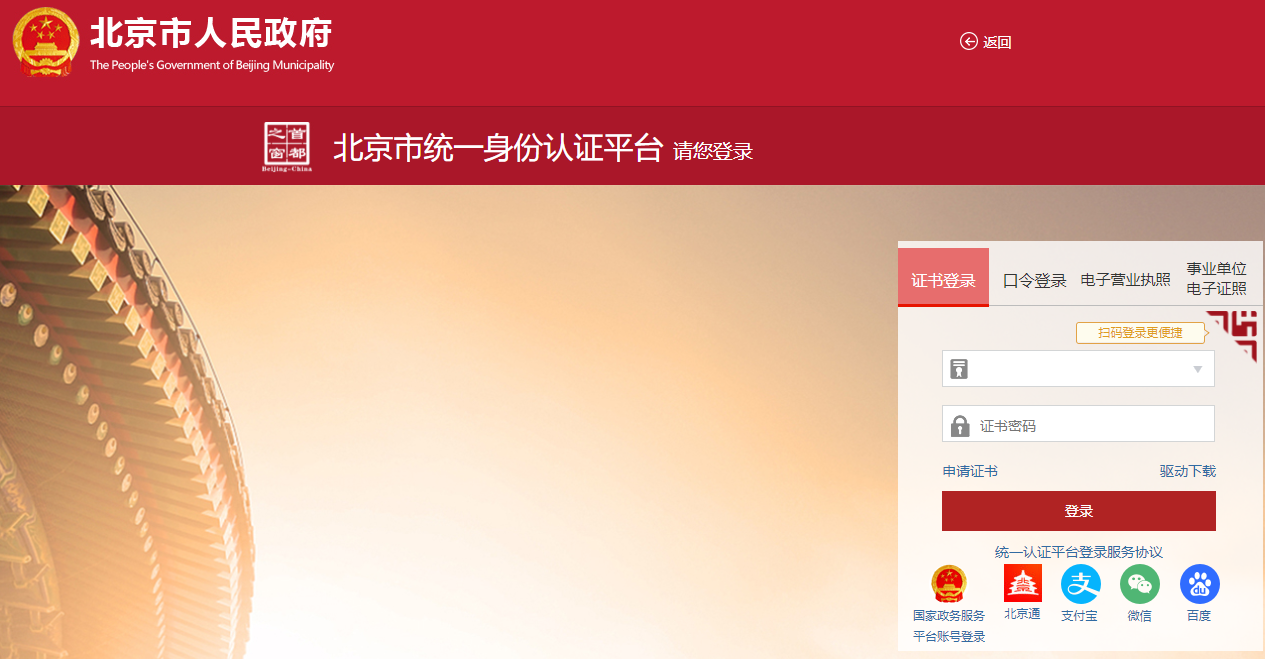 北京市人民政府
The People's Government of Beijing Municipality
返回
首都之窗
Beijing-China
北京市统一身份认证平台 请您登录
证书登录
口令登录
电子营业执照
事业单位
电子证照
扫码登录更便捷
证书密码
申请证书
驱动下载
登录
统一认证平台登录服务协议
国家政务服务
平台账号登录
北京通
支
支付宝
微信
du
百度